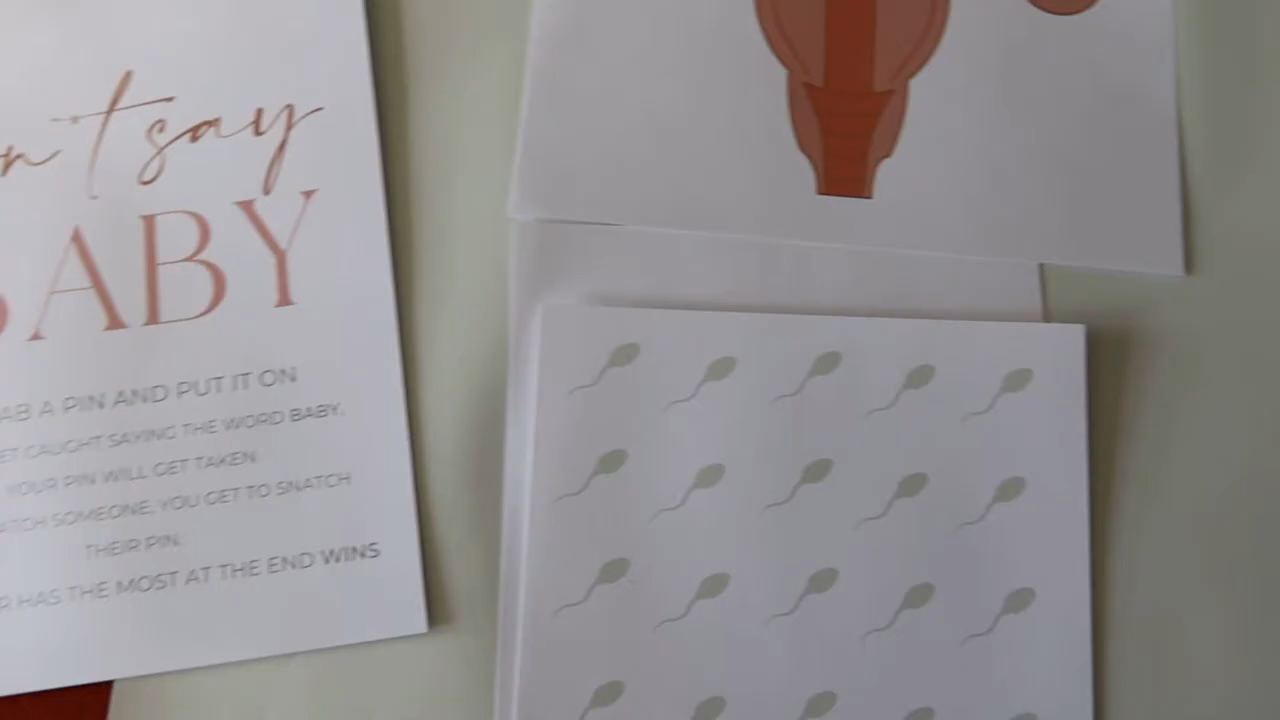 n't say
BABY
AB A PIN AND PUT IT ON
ET CAUGHT SAYING THE WORD BABY,
YOUR PIN WILL GET TAKEN.
ATCH SOMEONE, YOU GET TO SNATCH
THEIR PIN.
R HAS THE MOST AT THE END WINS